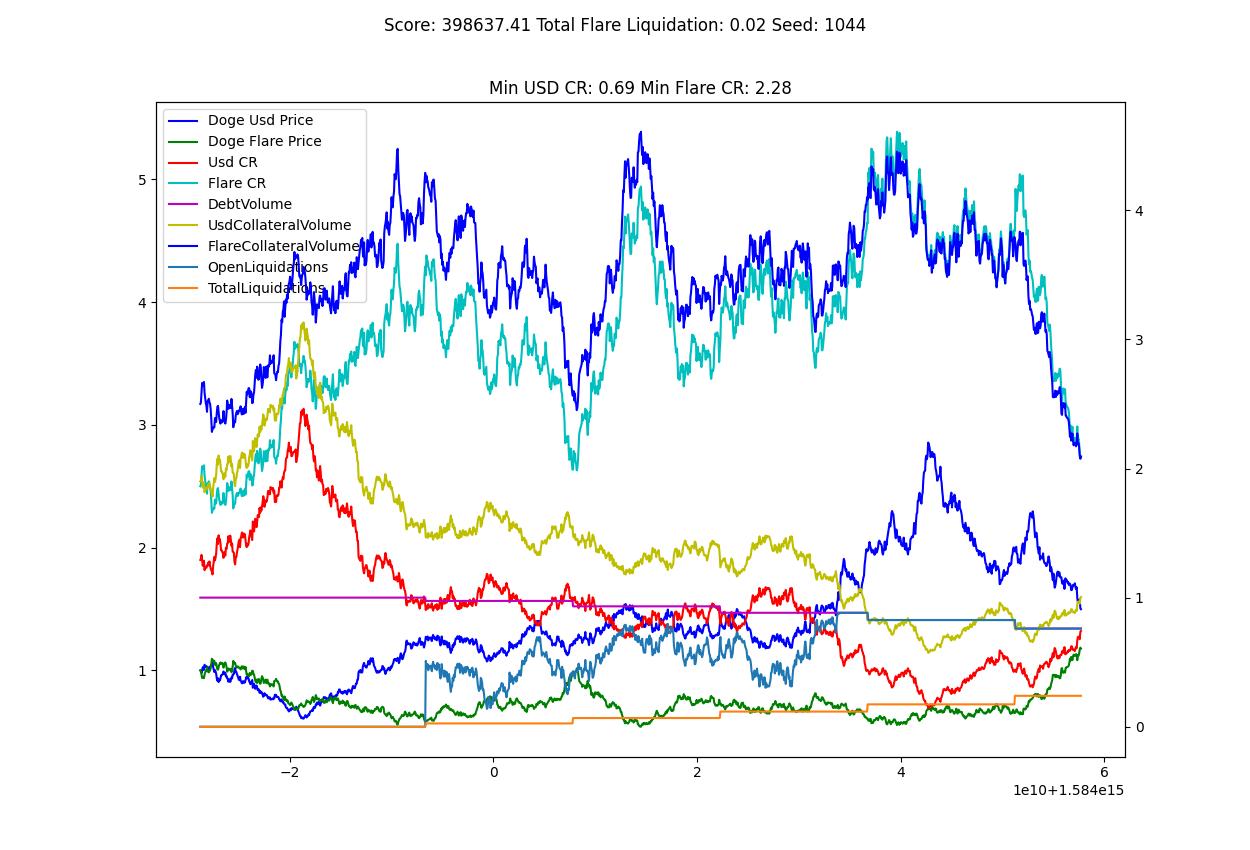 Score: 398637.41 Total Flare Liquidation: 0.02 Seed: 1044
Min USD CR: 0.69 Min Flare CR: 2.28
Doge Usd Price
Doge Flare Price
Usd CR
Flare CR
DebtVolume
UsdCollateralVolume
FlareCollateralVolume
OpenLiquidations
TotalLiquidations
5
4
3
2
1
4
3
2
1
0
−2
0
2
4
6
1e10+1.584e15